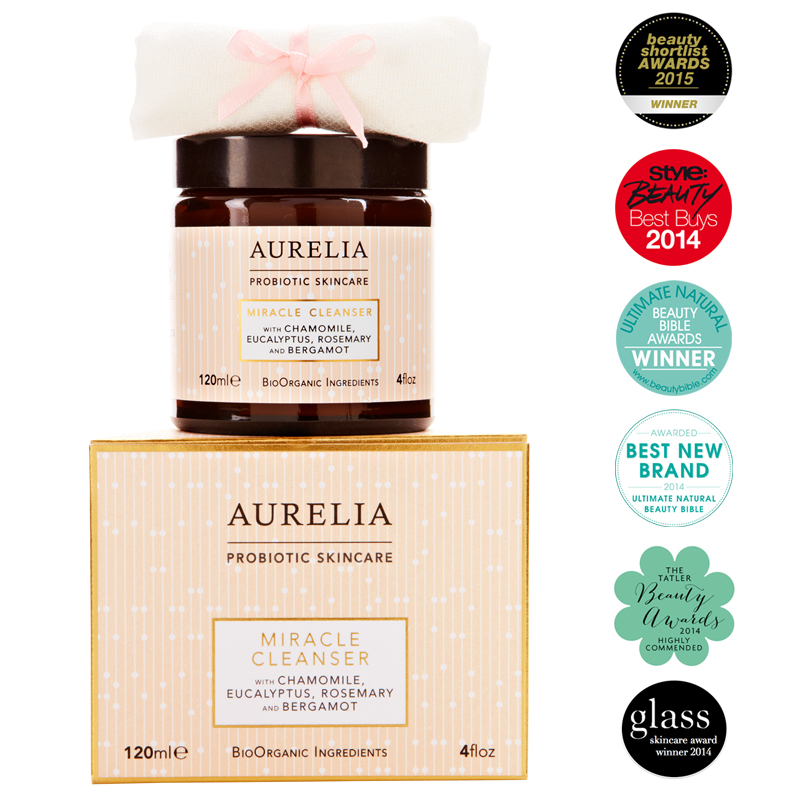 AURELIA
PROBIOTIC SKINCARE
MIRACLE CLEANSER
WITH CHAMOMILE,
EUCALYPTUS, ROSEMARY
AND BERGAMOT
120ml℮
BIOORGANIC INGREDIENTS
4floz
AURELIA
PROBIOTIC SKINCARE
MIRACLE
CLEANSER
WITH CHAMOMILE,
EUCALYPTUS, ROSEMARY
AND BERGAMOT
120ml℮
BIOORGANIC INGREDIENTS
4floz
beauty
shortlist
AWARDS
2015
WINNER
STYLE:
BEAUTY
Best Buys
2014
ULTIMATE NATURAL
BEAUTY
BIBLE
AWARDS
WINNER
www.beautybible.com
AWARDED
BEST NEW
BRAND
2014
ULTIMATE NATURAL
BEAUTY BIBLE
THE
TATLER
Beauty
Awards
2014
HIGHLY
COMMENDED
glass
skincare award
winner 2014